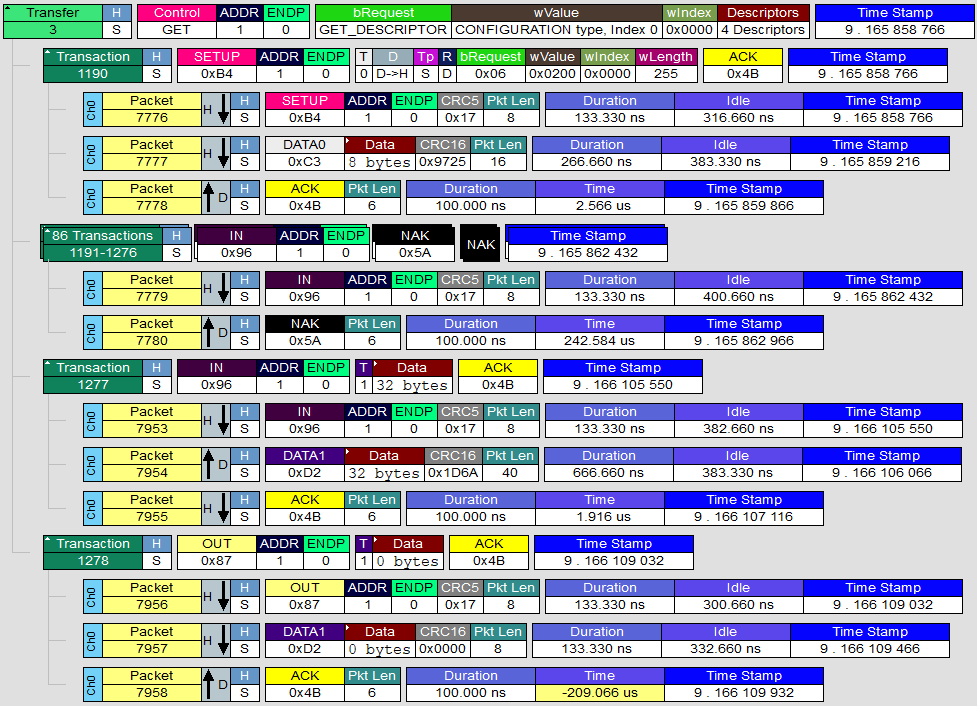 Transfer H Control ADDR ENDP bRequest wValue wIndex Descriptors Time Stamp
3 S GET 1 0 GET_DESCRIPTOR CONFIGURATION type, Index 0 0x0000 4 Descriptors 9 . 165 858 766
Transaction H SETUP ADDR ENDP T D Tp R bRequest wValue wIndex wLength ACK Time Stamp
1190 S 0xB4 1 0 0 D->H S D 0x06 0x0200 0x0000 255 0x4B 9 . 165 858 766
Ch0 Packet H H SETUP ADDR ENDP CRC5 Pkt Len Duration Idle Time Stamp
7776 S 0xB4 1 0 0x17 8 133.330 ns 316.660 ns 9 . 165 858 766
Ch0 Packet H H DATA0 Data CRC16 Pkt Len Duration Idle Time Stamp
7777 S 0xC3 8 bytes 0x9725 16 266.660 ns 383.330 ns 9 . 165 859 216
Ch0 Packet D H ACK Pkt Len Duration Time Time Stamp
7778 S 0x4B 6 100.000 ns 2.566 us 9 . 165 859 866
86 Transactions H IN ADDR ENDP NAK NAK Time Stamp
1191-1276 S 0x96 1 0 0x5A 9 . 165 862 432
Ch0 Packet H H IN ADDR ENDP CRC5 Pkt Len Duration Idle Time Stamp
7779 S 0x96 1 0 0x17 8 133.330 ns 400.660 ns 9 . 165 862 432
Ch0 Packet D H NAK Pkt Len Duration Time Time Stamp
7780 S 0x5A 6 100.000 ns 242.584 us 9 . 165 862 966
Transaction H IN ADDR ENDP T Data ACK Time Stamp
1277 S 0x96 1 0 1 32 bytes 0x4B 9 . 166 105 550
Ch0 Packet H H IN ADDR ENDP CRC5 Pkt Len Duration Idle Time Stamp
7953 S 0x96 1 0 0x17 8 133.330 ns 382.660 ns 9 . 166 105 550
Ch0 Packet D H DATA1 Data CRC16 Pkt Len Duration Idle Time Stamp
7954 S 0xD2 32 bytes 0x1D6A 40 666.660 ns 383.330 ns 9 . 166 106 066
Ch0 Packet H H ACK Pkt Len Duration Time Time Stamp
7955 S 0x4B 6 100.000 ns 1.916 us 9 . 166 107 116
Transaction H OUT ADDR ENDP T Data ACK Time Stamp
1278 S 0x87 1 0 1 0 bytes 0x4B 9 . 166 109 032
Ch0 Packet H H OUT ADDR ENDP CRC5 Pkt Len Duration Idle Time Stamp
7956 S 0x87 1 0 0x17 8 133.330 ns 300.660 ns 9 . 166 109 032
Ch0 Packet H H DATA1 Data CRC16 Pkt Len Duration Idle Time Stamp
7957 S 0xD2 0 bytes 0x0000 8 133.330 ns 332.660 ns 9 . 166 109 466
Ch0 Packet D H ACK Pkt Len Duration Time Time Stamp
7958 S 0x4B 6 100.000 ns -209.066 us 9 . 166 109 932